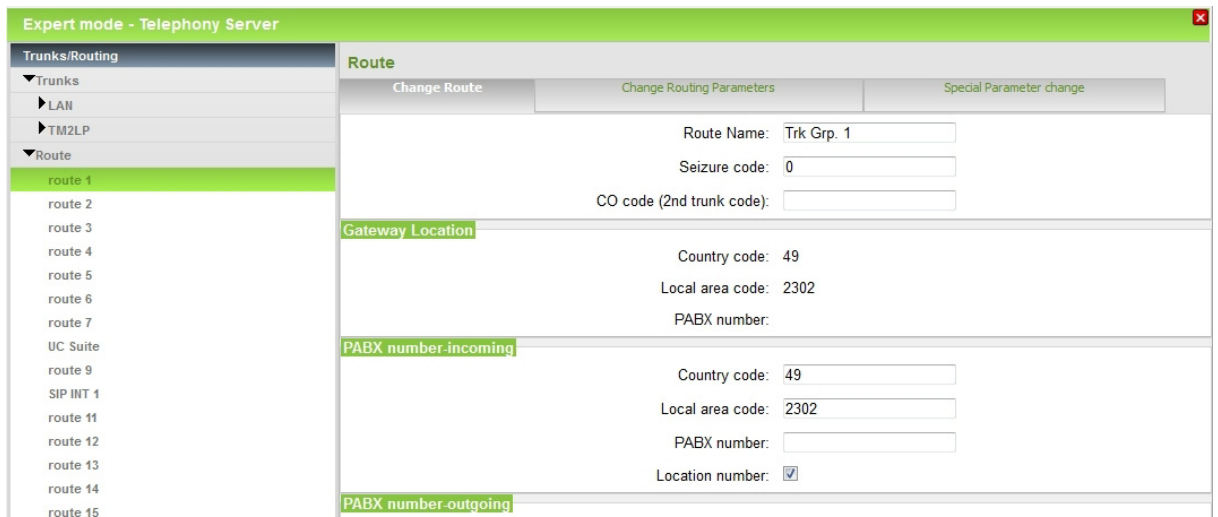 Expert mode - Telephony Server
Trunks/Routing
Trunks
LAN
TM2LP
Route
route 1
route 2
route 3
route 4
route 5
route 6
route 7
UC Suite
route 9
SIP INT 1
route 11
route 12
route 13
route 14
route 15
Route
Change Route Change Routing Parameters Special Parameter change
Route Name: Trk Grp. 1
Seizure code: 0
CO code (2nd trunk code):
Gateway Location
Country code: 49
Local area code: 2302
PABX number:
PABX number-incoming
Country code: 49
Local area code: 2302
PABX number:
Location number:
PABX number-outgoing